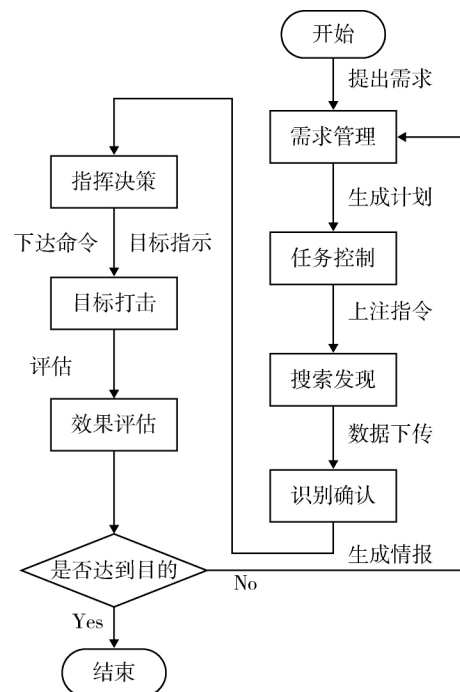 开始
提出需求
需求管理
生成计划
任务控制
上注指令
搜索发现
数据下传
识别确认
生成情报
指挥决策
下达命令 目标指示
目标打击
评估
效果评估
是否达到目的
No
Yes
结束